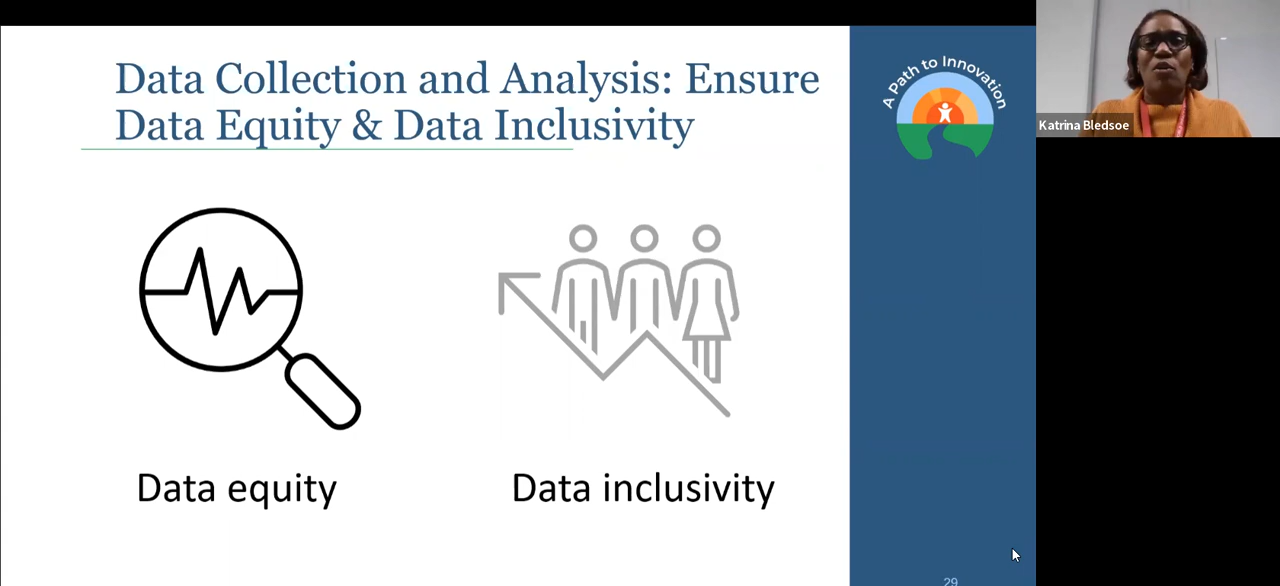 Data Collection and Analysis: Ensure
Data Equity & Data Inclusivity
A Path to Innovation
Katrina Bledsoe
Data equity
Data inclusivity
29